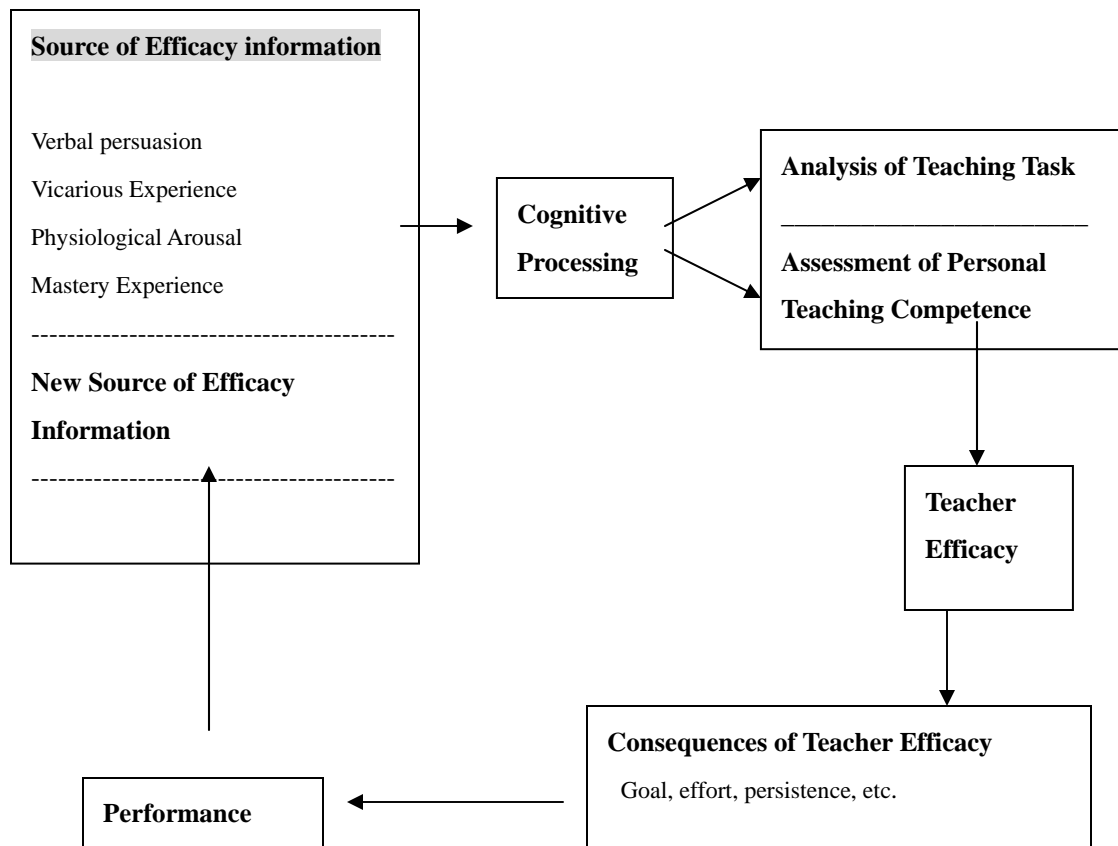 Source of Efficacy information
Verbal persuasion
Vicarious Experience
Physiological Arousal
Mastery Experience
-----------------------------------------
New Source of Efficacy
Information
-----------------------------------------
Cognitive
Processing
Analysis of Teaching Task
_______________________
Assessment of Personal
Teaching Competence
Teacher
Efficacy
Consequences of Teacher Efficacy
Goal, effort, persistence, etc.
Performance